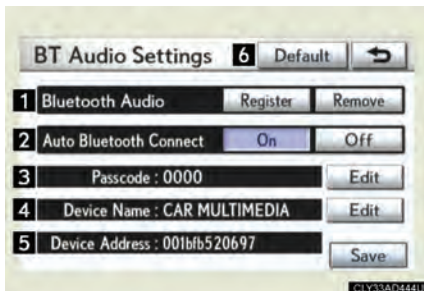 BT Audio Settings 6 Default
1 Bluetooth Audio Register Remove
2 Auto Bluetooth Connect On Off
3 Passcode : 0000 Edit
4 Device Name : CAR MULTIMEDIA Edit
5 Device Address : 001bfb520697
Save
CLY33AD444U